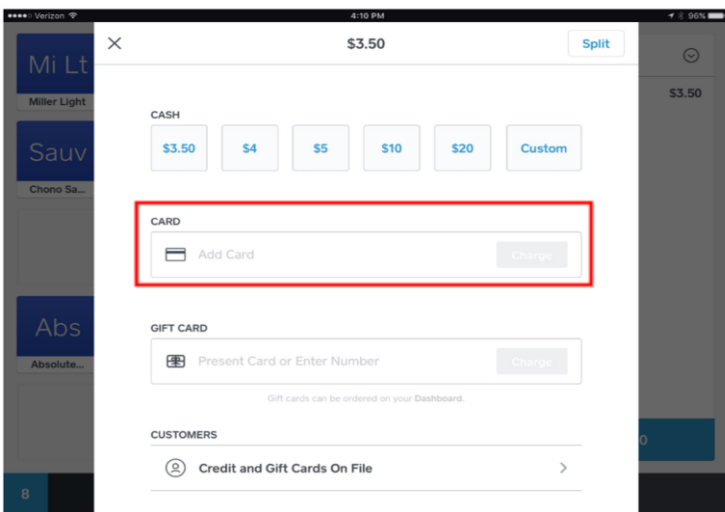 Verizon 4:10 PM 96%
$3.50 Split
Mi Lt
Miller Light
$3.50
CASH
$3.50 $4 $5 $10 $20 Custom
Sauv
Chono Sa...
CARD
Add Card Charge
Abs
Absolute...
GIFT CARD
Present Card or Enter Number Charge
Gift cards can be ordered on your Dashboard.
CUSTOMERS
Credit and Gift Cards On File
0
8